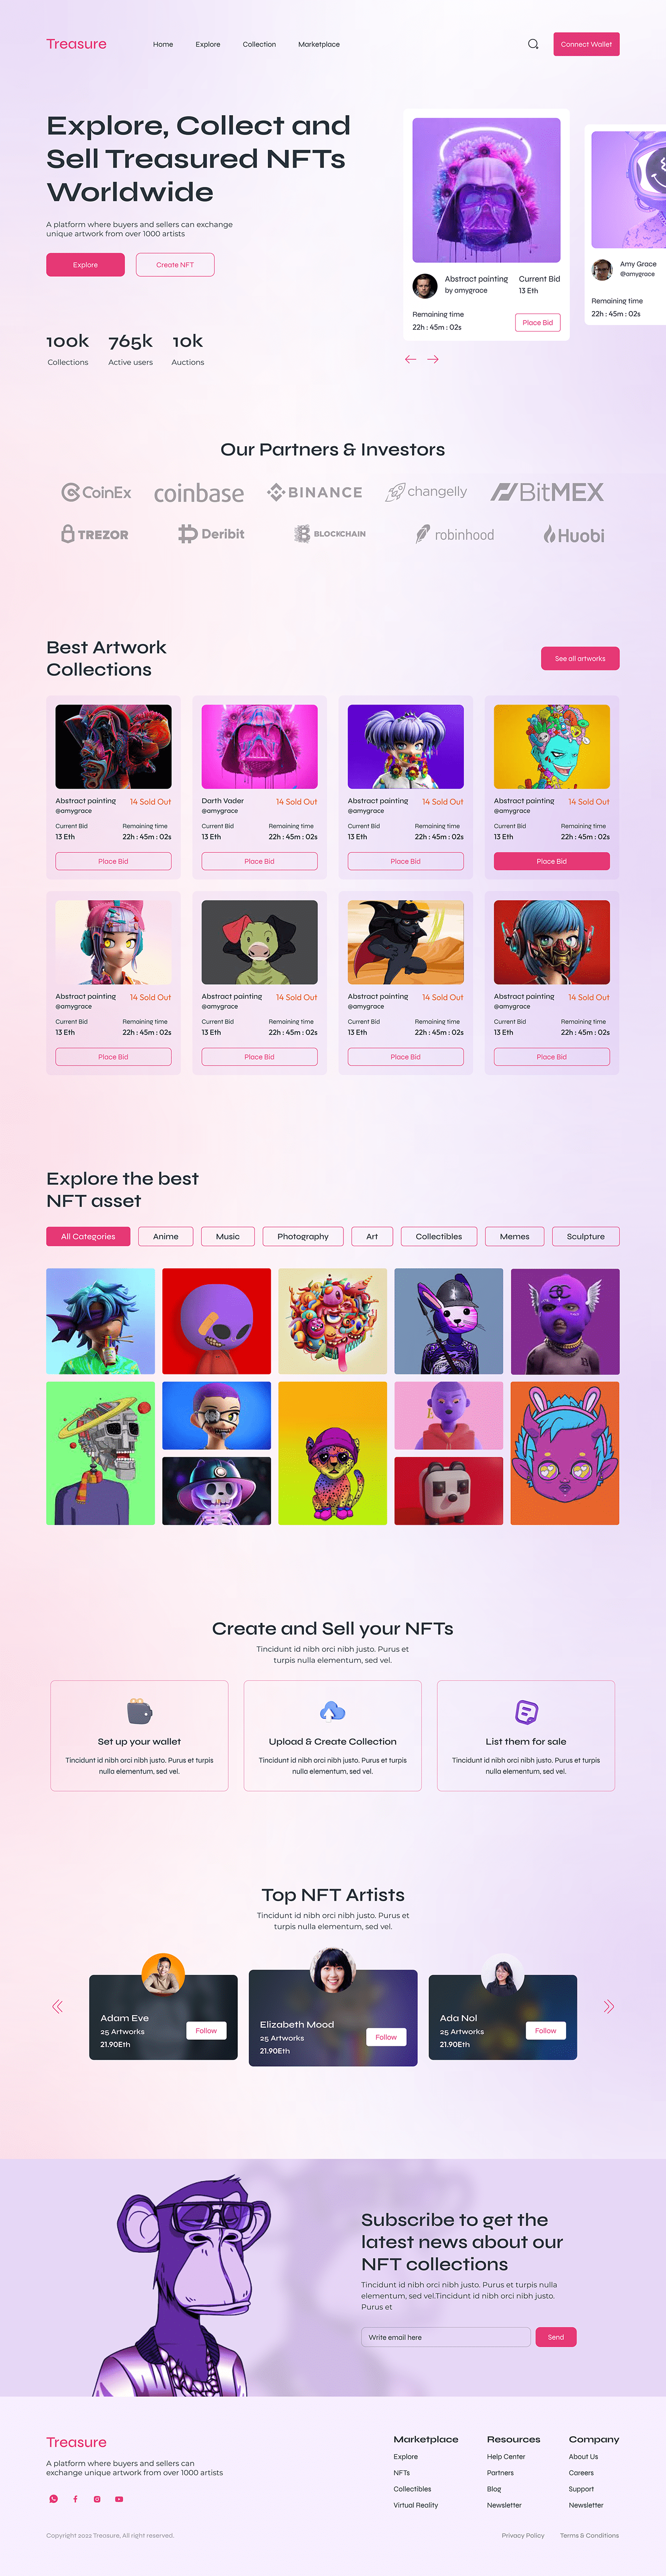 Treasure
Home
Explore
Collection
Marketplace
Connect Wallet
Explore, Collect and
Sell Treasured NFTs
Worldwide
A platform where buyers and sellers can exchange
unique artwork from over 1000 artists
Explore
Create NFT
100k
765k
10k
Collections
Active users
Auctions
Abstract painting
Current Bid
by amygrace
13 Eth
Remaining time
22h : 45m : 02s
Place Bid
Amy Grace
@amygrace
Remaining time
22h : 45m : 02s
Our Partners & Investors
CoinEx
coinbase
BINANCE
changelly
BitMEX
TREZOR
Deribit
BLOCKCHAIN
robinhood
Huobi
Best Artwork
Collections
See all artworks
Abstract painting
14 Sold Out
@amygrace
Current Bid
Remaining time
13 Eth
22h : 45m : 02s
Place Bid
Darth Vader
14 Sold Out
@amygrace
Current Bid
Remaining time
13 Eth
22h : 45m : 02s
Place Bid
Abstract painting
14 Sold Out
@amygrace
Current Bid
Remaining time
13 Eth
22h : 45m : 02s
Place Bid
Abstract painting
14 Sold Out
@amygrace
Current Bid
Remaining time
13 Eth
22h : 45m : 02s
Place Bid
Abstract painting
14 Sold Out
@amygrace
Current Bid
Remaining time
13 Eth
22h : 45m : 02s
Place Bid
Abstract painting
14 Sold Out
@amygrace
Current Bid
Remaining time
13 Eth
22h : 45m : 02s
Place Bid
Abstract painting
14 Sold Out
@amygrace
Current Bid
Remaining time
13 Eth
22h : 45m : 02s
Place Bid
Abstract painting
14 Sold Out
@amygrace
Current Bid
Remaining time
13 Eth
22h : 45m : 02s
Place Bid
Explore the best
NFT asset
All Categories
Anime
Music
Photography
Art
Collectibles
Memes
Sculpture
Create and Sell your NFTs
Tincidunt id nibh orci nibh justo. Purus et
turpis nulla elementum, sed vel.
Set up your wallet
Tincidunt id nibh orci nibh justo. Purus et turpis
nulla elementum, sed vel.
Upload & Create Collection
Tincidunt id nibh orci nibh justo. Purus et turpis
nulla elementum, sed vel.
List them for sale
Tincidunt id nibh orci nibh justo. Purus et turpis
nulla elementum, sed vel.
Top NFT Artists
Tincidunt id nibh orci nibh justo. Purus et
turpis nulla elementum, sed vel.
Adam Eve
25 Artworks
21.90Eth
Follow
Elizabeth Mood
25 Artworks
21.90Eth
Follow
Ada Nol
25 Artworks
21.90Eth
Follow
Subscribe to get the
latest news about our
NFT collections
Tincidunt id nibh orci nibh justo. Purus et turpis nulla
elementum, sed vel.Tincidunt id nibh orci nibh justo.
Purus et
Write email here
Send
Treasure
A platform where buyers and sellers can
exchange unique artwork from over 1000 artists
Marketplace
Explore
NFTs
Collectibles
Virtual Reality
Resources
Help Center
Partners
Blog
Newsletter
Company
About Us
Careers
Support
Newsletter
Copyright 2022 Treasure, All right reserved.
Privacy Policy
Terms & Conditions